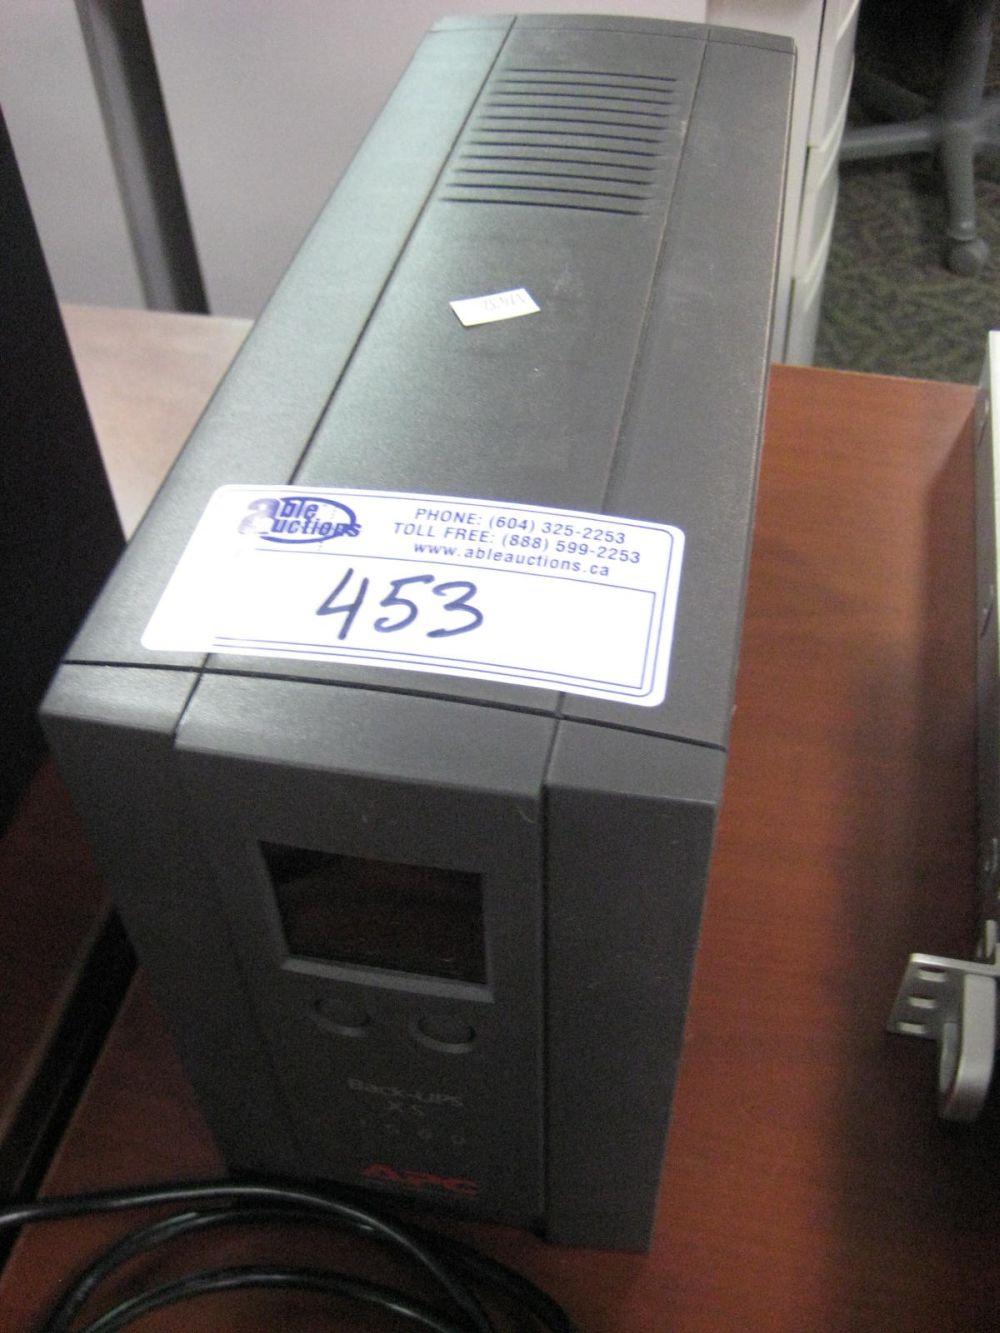 able
auctions
PHONE: (604) 325-2253
TOLL FREE: (888) 599-2253
www.ableauctions.ca
453
Back-UPS
XS
APC